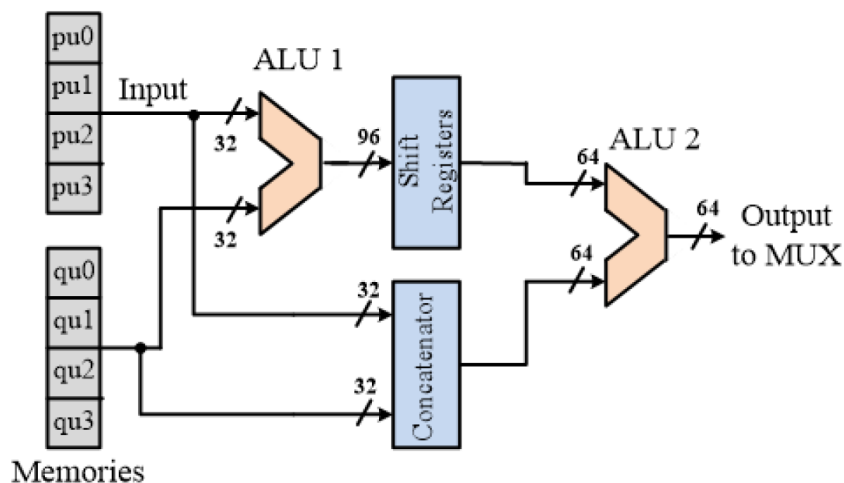 pu0
pu1
pu2
pu3
Input
ALU 1
32
32
96
Shift
Registers
64
ALU 2
64
64
Output
to MUX
qu0
qu1
qu2
qu3
32
32
Concatenator
Memories